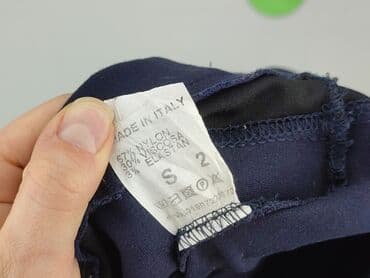 MADE IN ITALY
67% NYLON
30% VISCOSA
3% ELASTAN
S 2